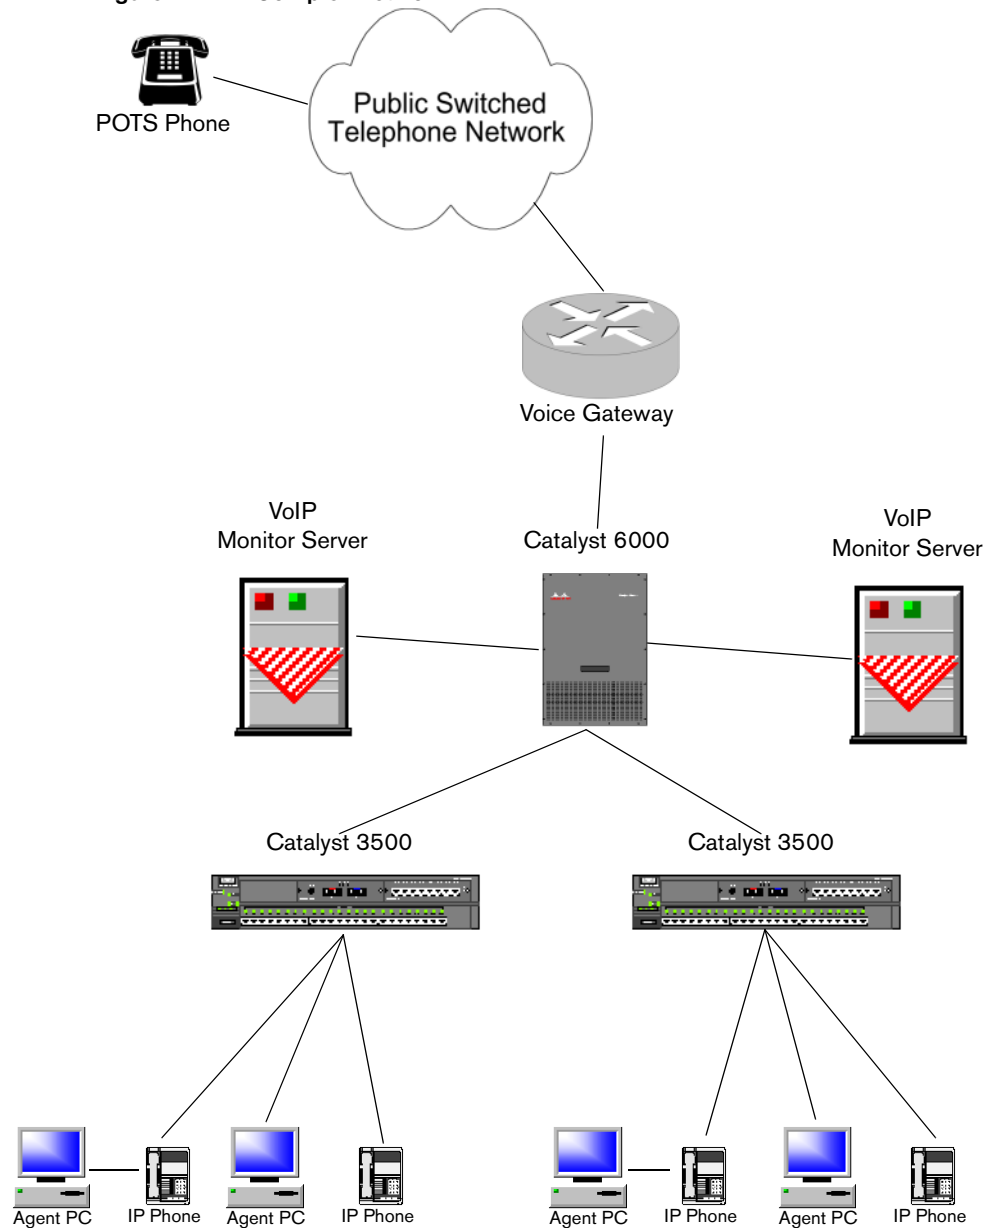 POTS Phone
Public Switched
Telephone Network
Voice Gateway
VoIP
Monitor Server
Catalyst 6000
VoIP
Monitor Server
Catalyst 3500
Catalyst 3500
Agent PC
IP Phone
Agent PC
IP Phone
Agent PC
IP Phone
Agent PC
IP Phone